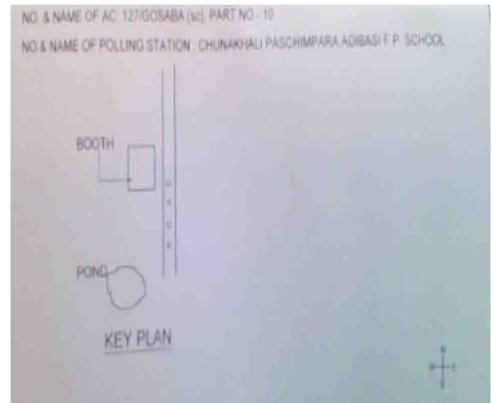 NO. & NAME OF AC. 127/GOSABA (sc), PART NO.- 10
NO.& NAME OF POLLING STATION : CHUNAKHALI PASCHIMPARA ADIBASI F.P. SCHOOL
BOOTH
ROAD
POND
KEY PLAN
N
W E
S